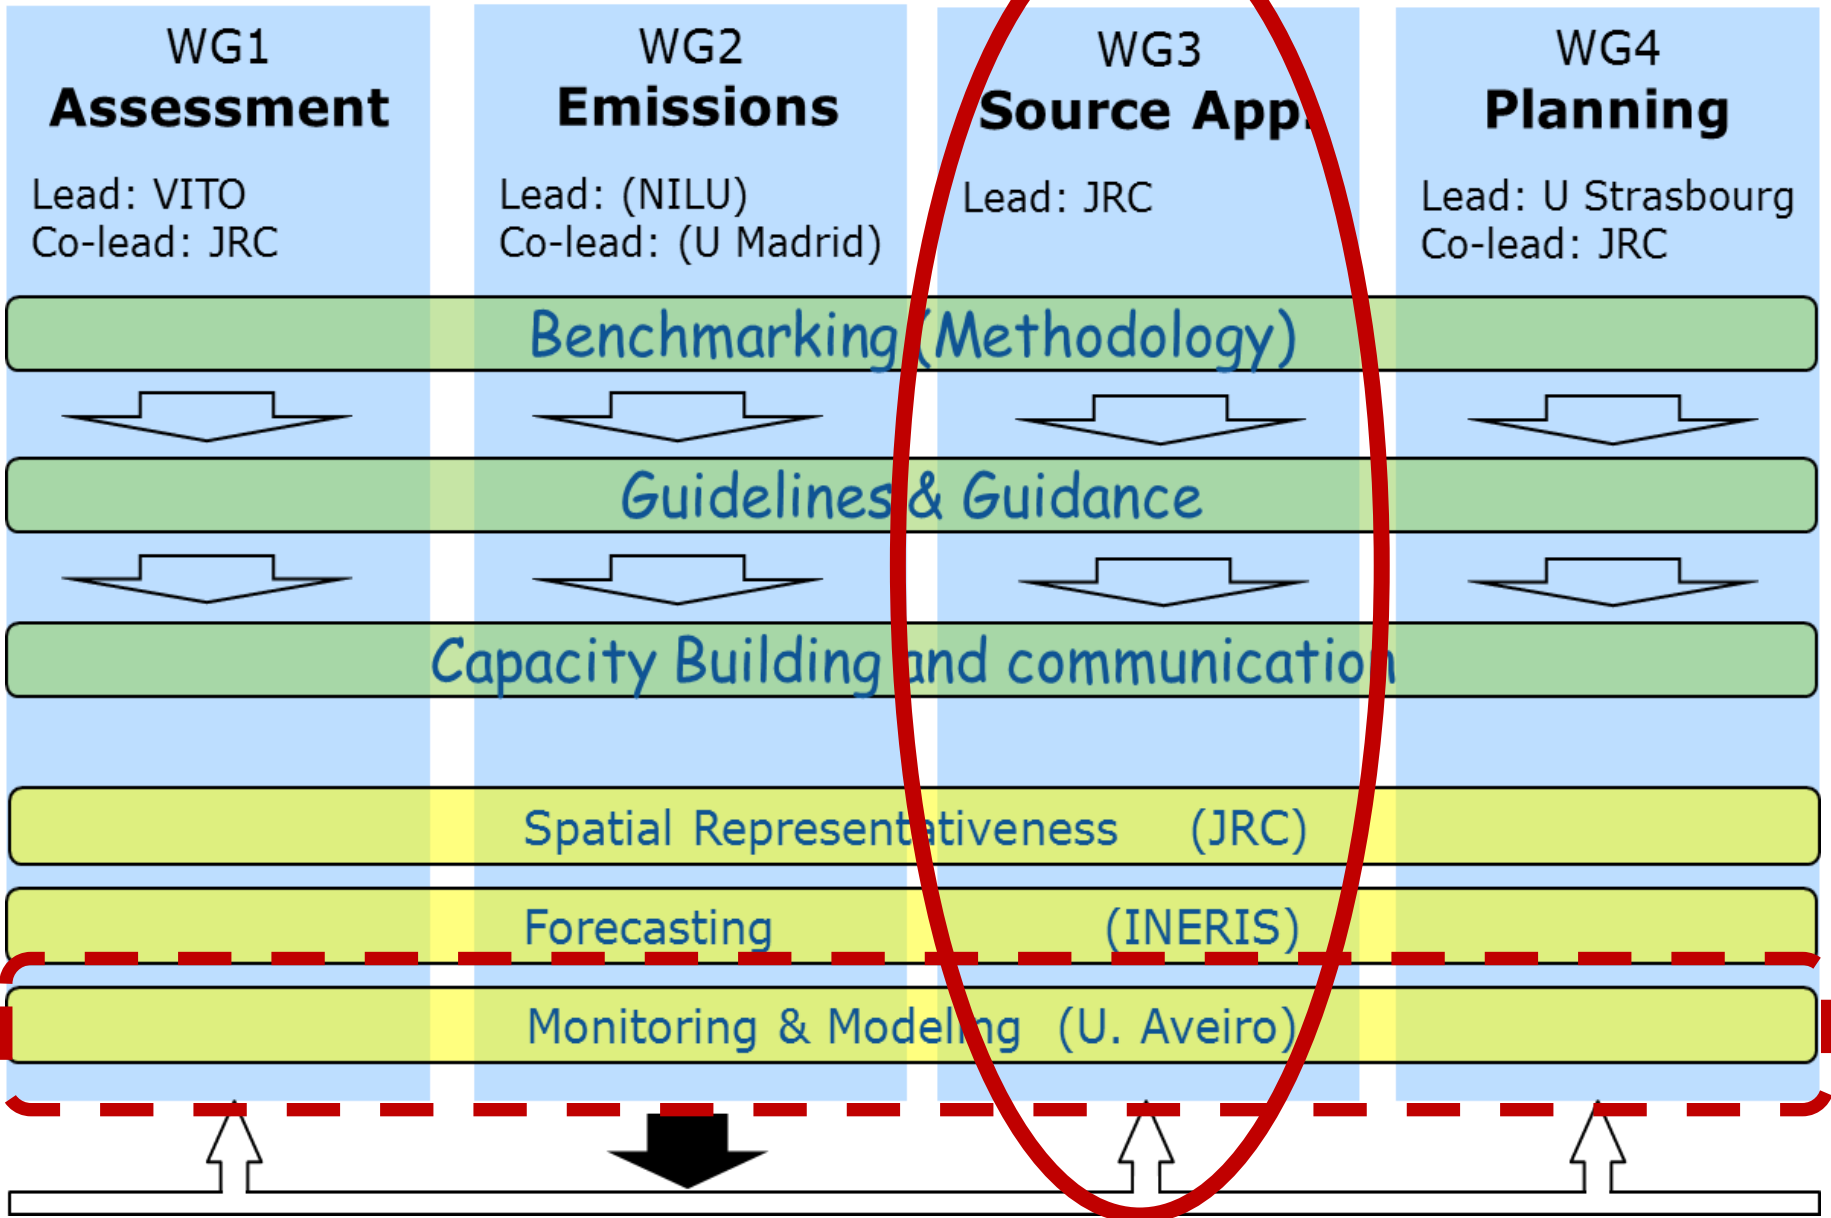 WG1
Assessment
Lead: VITO
Co-lead: JRC
WG2
Emissions
Lead: (NILU)
Co-lead: (U Madrid)
WG3
Source App.
Lead: JRC
WG4
Planning
Lead: U Strasbourg
Co-lead: JRC
Benchmarking (Methodology)
Guidelines & Guidance
Capacity Building and communication
Spatial Representativeness (JRC)
Forecasting (INERIS)
Monitoring & Modeling (U. Aveiro)